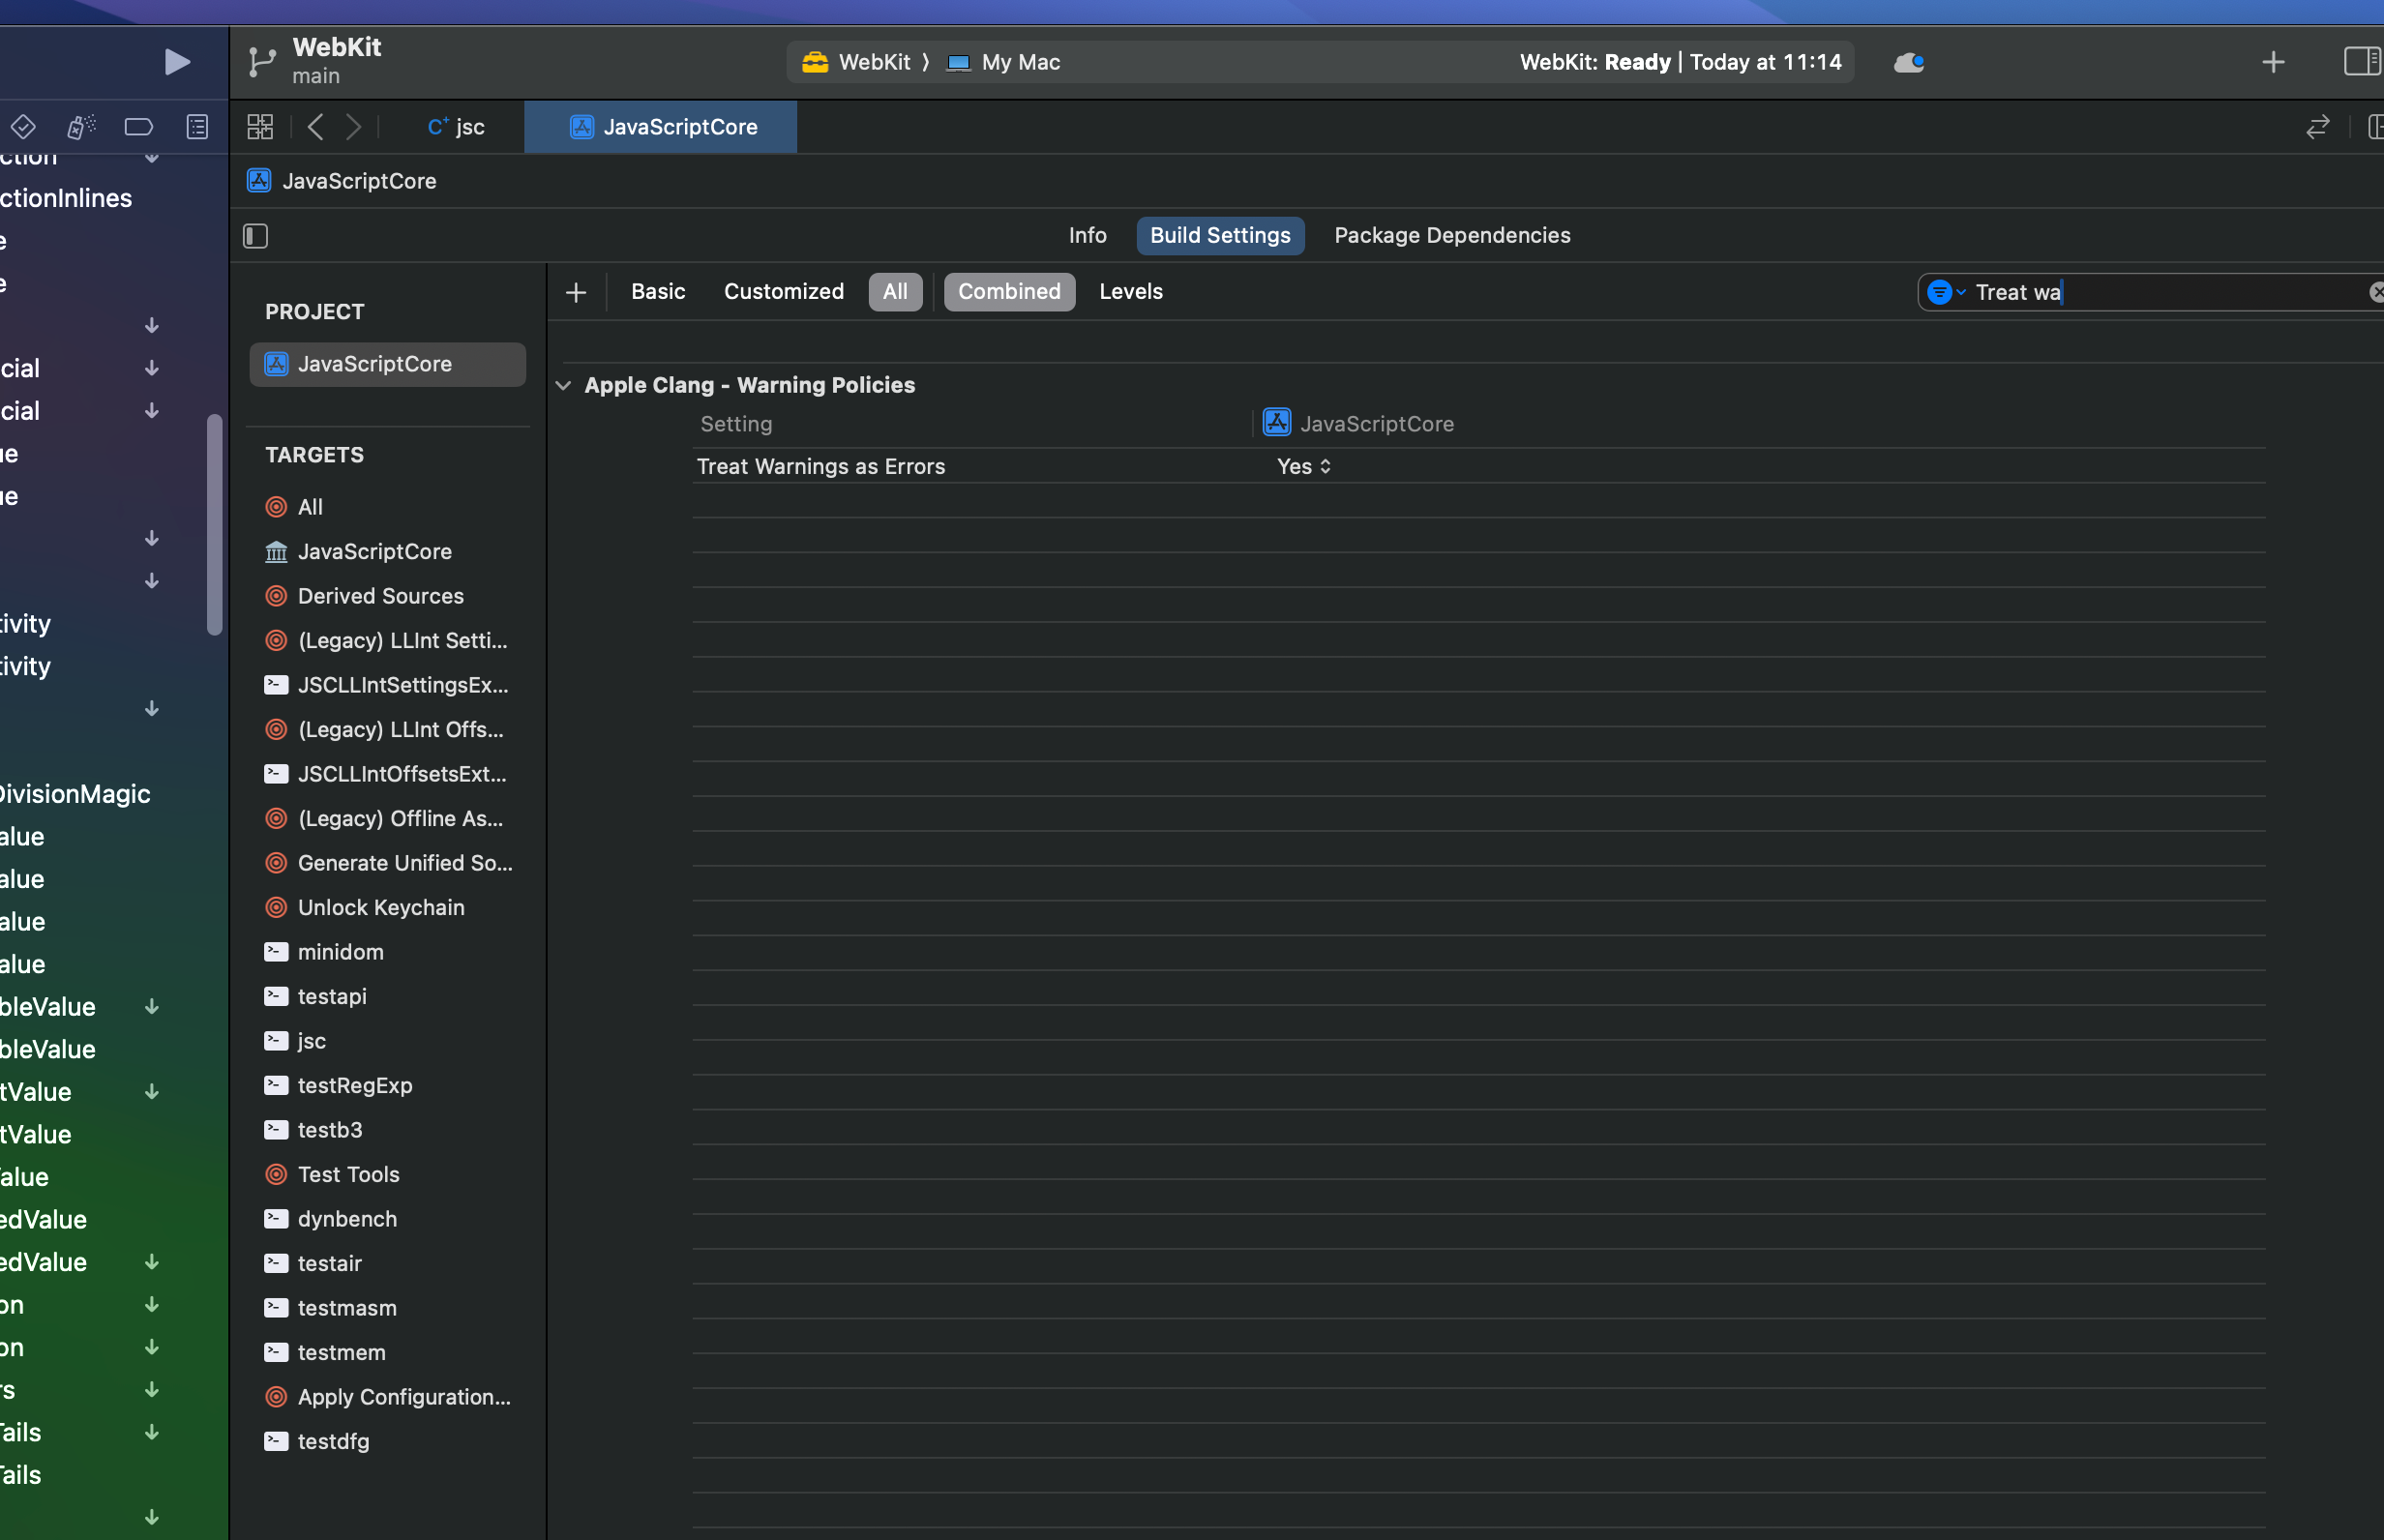 WebKit
main
WebKit ⟩ My Mac
WebKit: Ready | Today at 11:14
jsc
JavaScriptCore
JavaScriptCore
Info
Build Settings
Package Dependencies
Basic
Customized
All
Combined
Levels
Treat wa
PROJECT
JavaScriptCore
TARGETS
All
JavaScriptCore
Derived Sources
(Legacy) LLInt Setti...
JSCLLIntSettingsEx...
(Legacy) LLInt Offs...
JSCLLIntOffsetsExt...
(Legacy) Offline As...
Generate Unified So...
Unlock Keychain
minidom
testapi
jsc
testRegExp
testb3
Test Tools
dynbench
testair
testmasm
testmem
Apply Configuration...
testdfg
Apple Clang - Warning Policies
Setting
JavaScriptCore
Treat Warnings as Errors
Yes
ction
ctionInlines
e
e
cial
cial
ue
ue
tivity
tivity
DivisionMagic
alue
alue
alue
alue
bleValue
bleValue
tValue
tValue
alue
edValue
edValue
on
on
rs
Tails
Tails